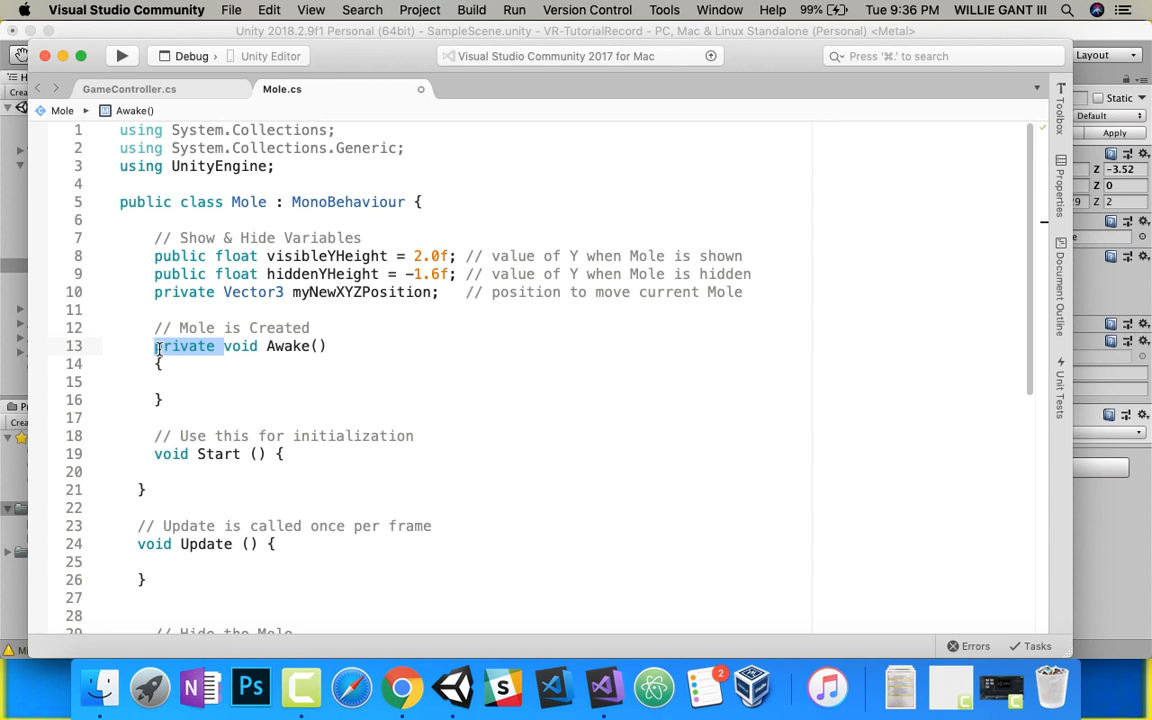 Visual Studio Community File Edit View Search Project Build Run Version Control Tools Window Help 99% Tue 9:36 PM WILLIE GANT III
Unity 2018.2.9f1 Personal (64bit) - SampleScene.unity - VR-TutorialRecord - PC, Mac & Linux Standalone (Personal) <Metal>
Debug Unity Editor Visual Studio Community 2017 for Mac Press '⌘.' to search Layout
GameController.cs Mole.cs
Mole Awake()
1 using System.Collections;
2 using System.Collections.Generic;
3 using UnityEngine;
4
5 public class Mole : MonoBehaviour {
6
7 // Show & Hide Variables
8 public float visibleYHeight = 2.0f; // value of Y when Mole is shown
9 public float hiddenYHeight = -1.6f; // value of Y when Mole is hidden
10 private Vector3 myNewXYZPosition; // position to move current Mole
11
12 // Mole is Created
13 private void Awake()
14 {
15
16 }
17
18 // Use this for initialization
19 void Start () {
20
21 }
22
23 // Update is called once per frame
24 void Update () {
25
26 }
27
28
29 // Hide the Mole
Toolbox
Properties
Document Outline
Unit Tests
Static
Default
Apply
Z -3.52
Z 0
Z 2
Errors Tasks
2
Ps